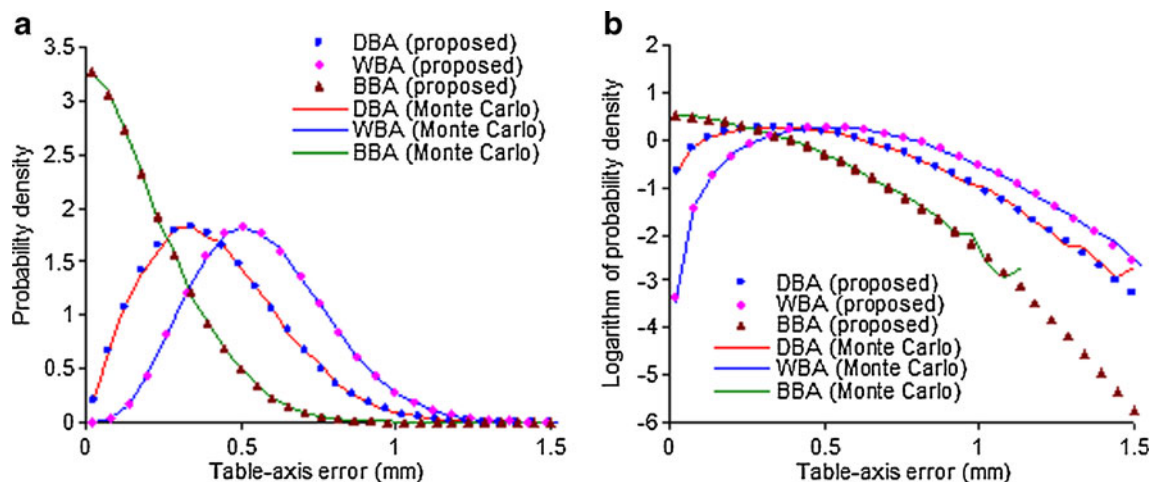 a
3.5
3
2.5
2
1.5
1
0.5
0
Probability density
DBA (proposed)
WBA (proposed)
BBA (proposed)
DBA (Monte Carlo)
WBA (Monte Carlo)
BBA (Monte Carlo)
0 0.5 1 1.5
Table-axis error (mm)
b
2
1
0
-1
-2
-3
-4
-5
-6
Logarithm of probability density
DBA (proposed)
WBA (proposed)
BBA (proposed)
DBA (Monte Carlo)
WBA (Monte Carlo)
BBA (Monte Carlo)
0 0.5 1 1.5
Table-axis error (mm)